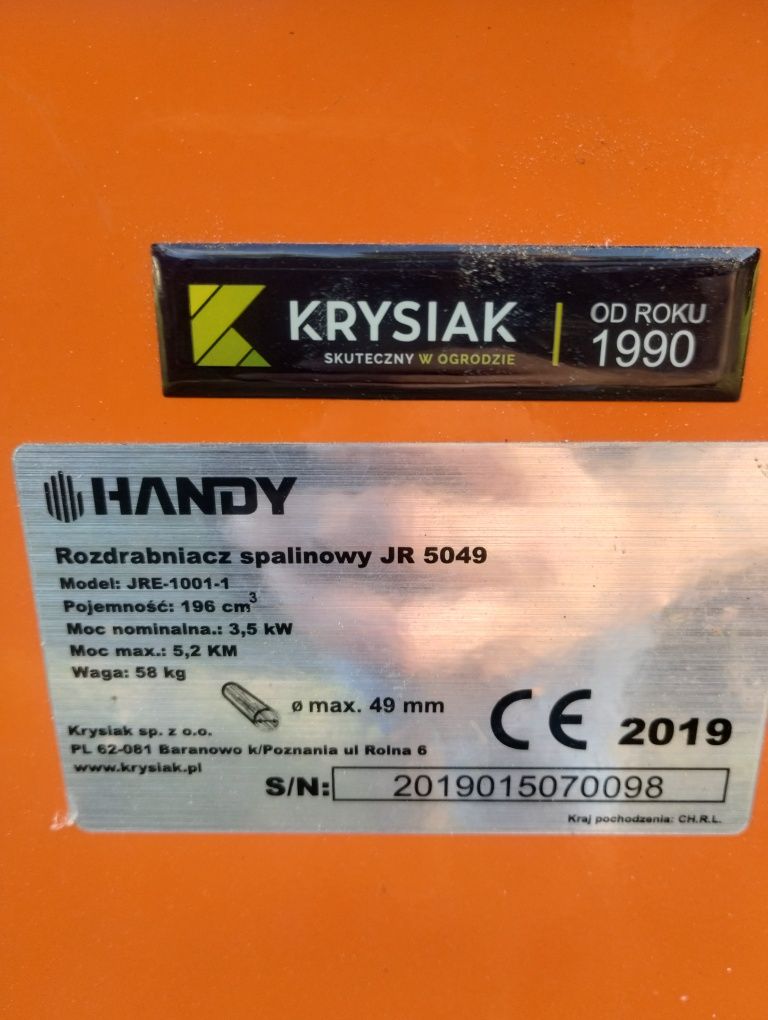 KRYSIAK
SKUTECZNY W OGRODZIE
OD ROKU
1990
HANDY
Rozdrabniacz spalinowy JR 5049
Model: JRE-1001-1
Pojemność: 196 cm³
Moc nominalna.: 3,5 kW
Moc max.: 5,2 KM
Waga: 58 kg
ø max. 49 mm
CE 2019
Krysiak sp. z o.o.
PL 62-081 Baranowo k/Poznania ul Rolna 6
www.krysiak.pl
S/N: 2019015070098
Kraj pochodzenia: CH.R.L.